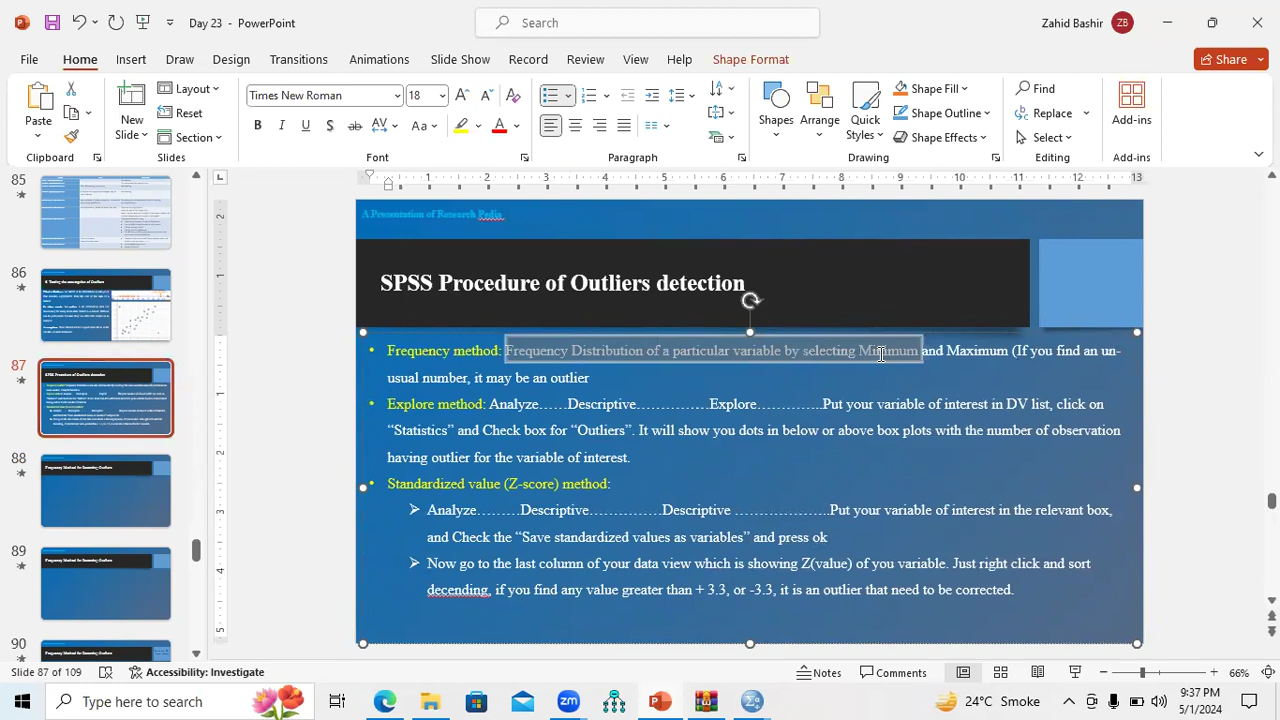 Day 23 - PowerPoint
Search
Zahid Bashir
ZB
File Home Insert Draw Design Transitions Animations Slide Show Record Review View Help Shape Format
Share
Paste
New Slide
Layout
Reset
Section
Times New Roman
18
Shapes
Arrange
Quick Styles
Shape Fill
Shape Outline
Shape Effects
Find
Replace
Select
Add-ins
Clipboard
Slides
Font
Paragraph
Drawing
Editing
Add-ins
85
86
87
88
89
90
A Presentation of Research Pedia
SPSS Procedure of Outliers detection
• Frequency method: Frequency Distribution of a particular variable by selecting Minimum and Maximum (If you find an un-
usual number,
• Explore method: Descriptive Put your variable of interest in DV list, click on
“Statistics” and Check box for “Outliers”. It will show you dots in below or above box plots with the number of observation
having outlier for the variable of interest.
• Standardized value (Z-score) method:
➢ Analyze………Descriptive……………Descriptive ………………..Put your variable of interest in the relevant box,
and Check the “Save standardized values as variables” and press ok
➢ Now go to the last column of your data view which is showing Z(value) of you variable. Just right click and sort
decending, if you find any value greater than + 3.3, or -3.3, it is an outlier that need to be corrected.
Slide 87 of 109
Accessibility: Investigate
Notes
Comments
66%
Type here to search
24°C Smoke
9:37 PM
5/1/2024